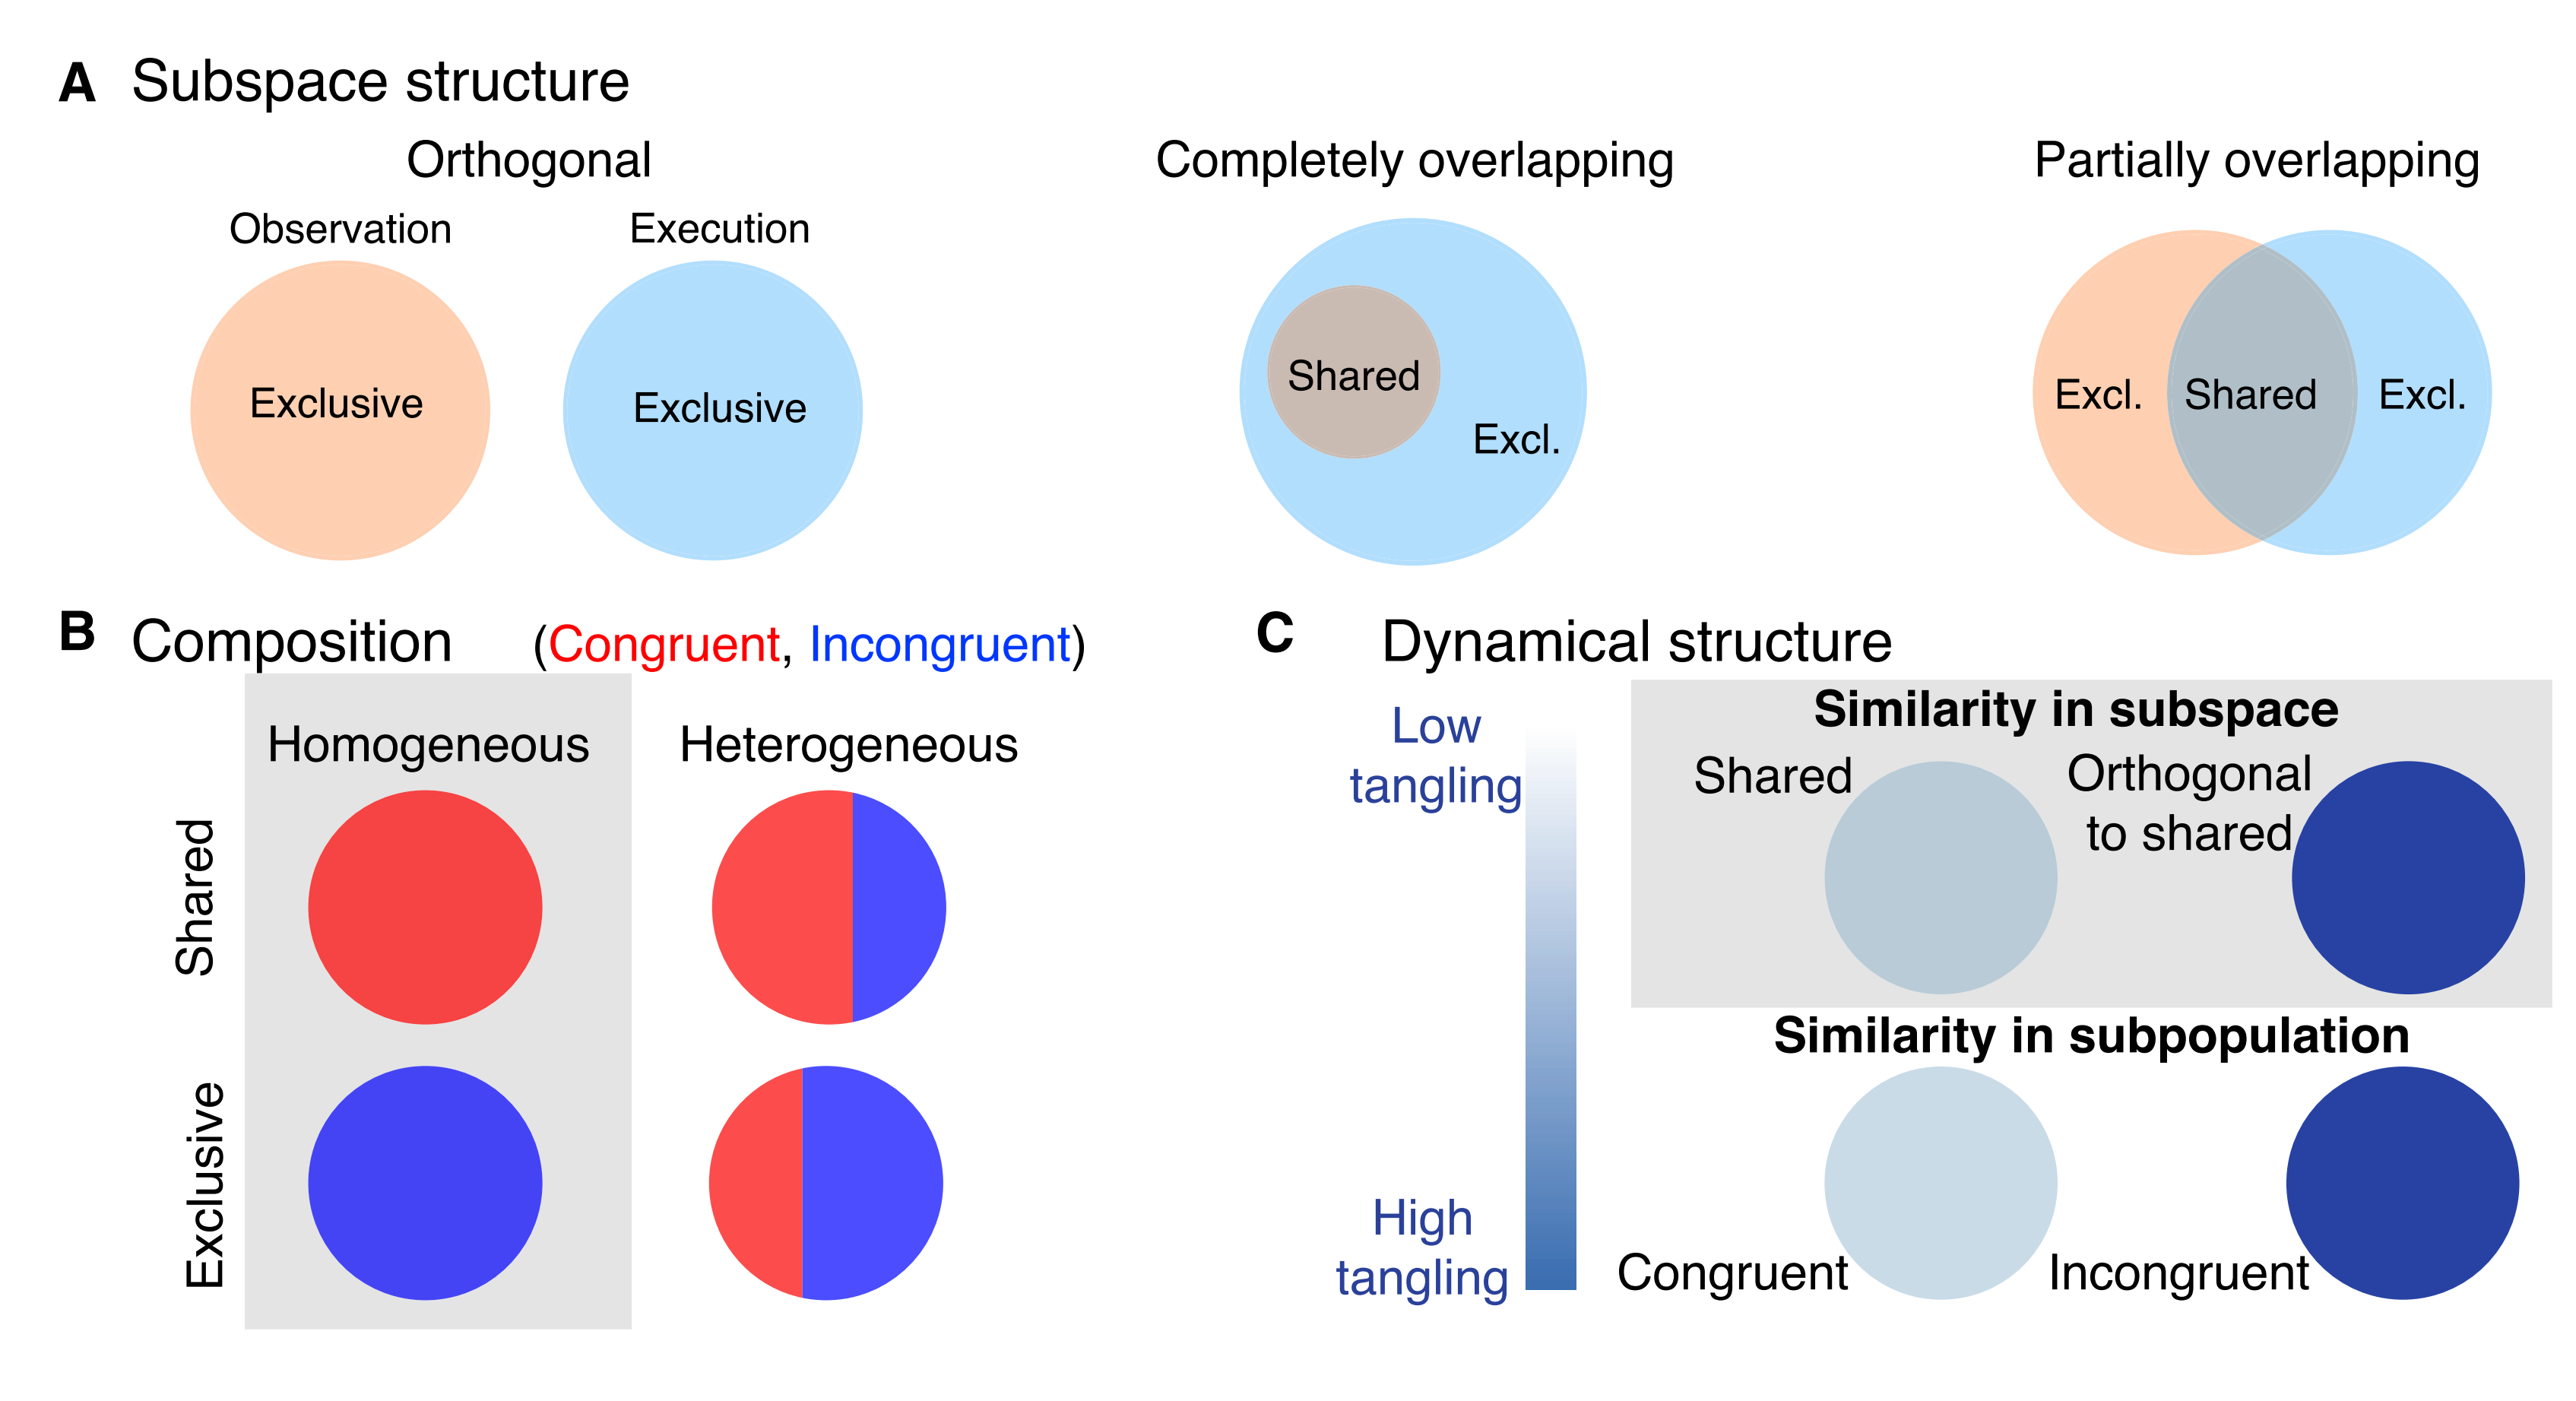 A Subspace structure
Orthogonal
Completely overlapping
Partially overlapping
Observation
Execution
Exclusive
Exclusive
Shared
Excl.
Excl.
Shared
Excl.
B Composition (Congruent, Incongruent)
Homogeneous
Heterogeneous
Shared
Exclusive
C Dynamical structure
Low
tangling
High
tangling
Similarity in subspace
Shared
Orthogonal
to shared
Similarity in subpopulation
Congruent
Incongruent